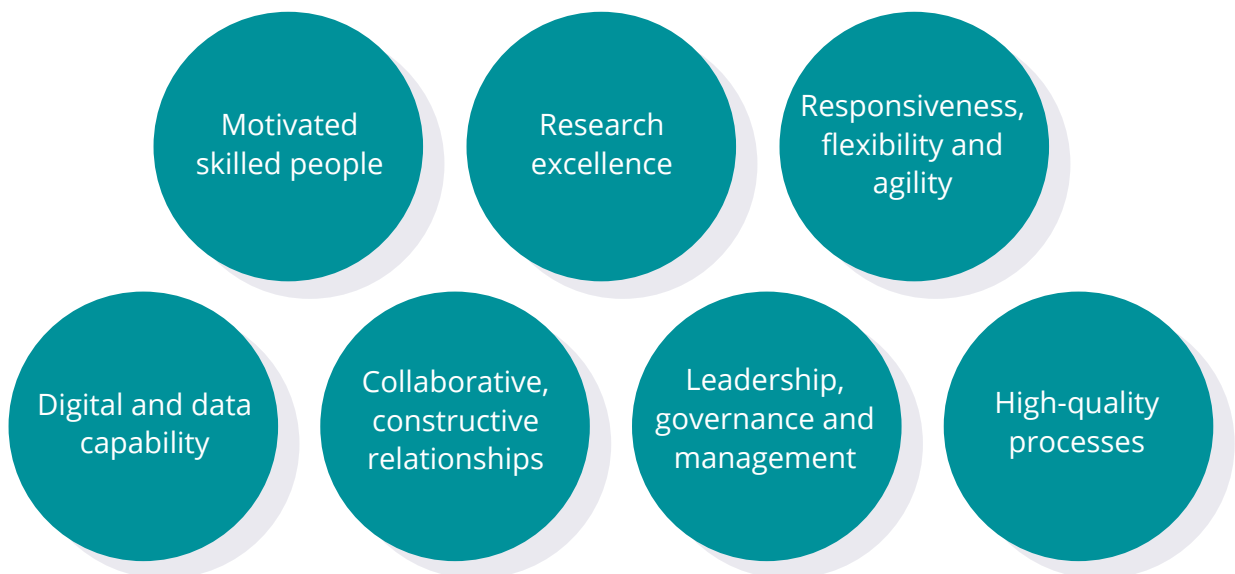 Motivated
skilled people
Research
excellence
Responsiveness,
flexibility and
agility
Digital and data
capability
Collaborative,
constructive
relationships
Leadership,
governance and
management
High-quality
processes